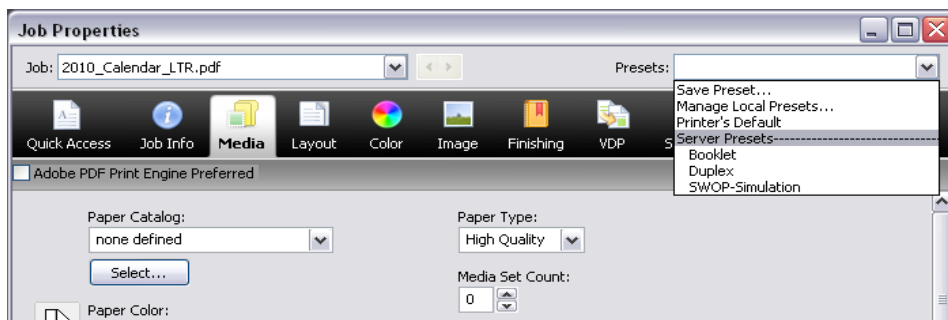 Job Properties
Job: 2010_Calendar_LTR.pdf
Presets:
Save Preset...
Manage Local Presets...
Printer's Default
Server Presets------------------------------------
Booklet
Duplex
SWOP-Simulation
Quick Access Job Info Media Layout Color Image Finishing VDP
Adobe PDF Print Engine Preferred
Paper Catalog:
none defined
Select...
Paper Color:
Paper Type:
High Quality
Media Set Count:
0